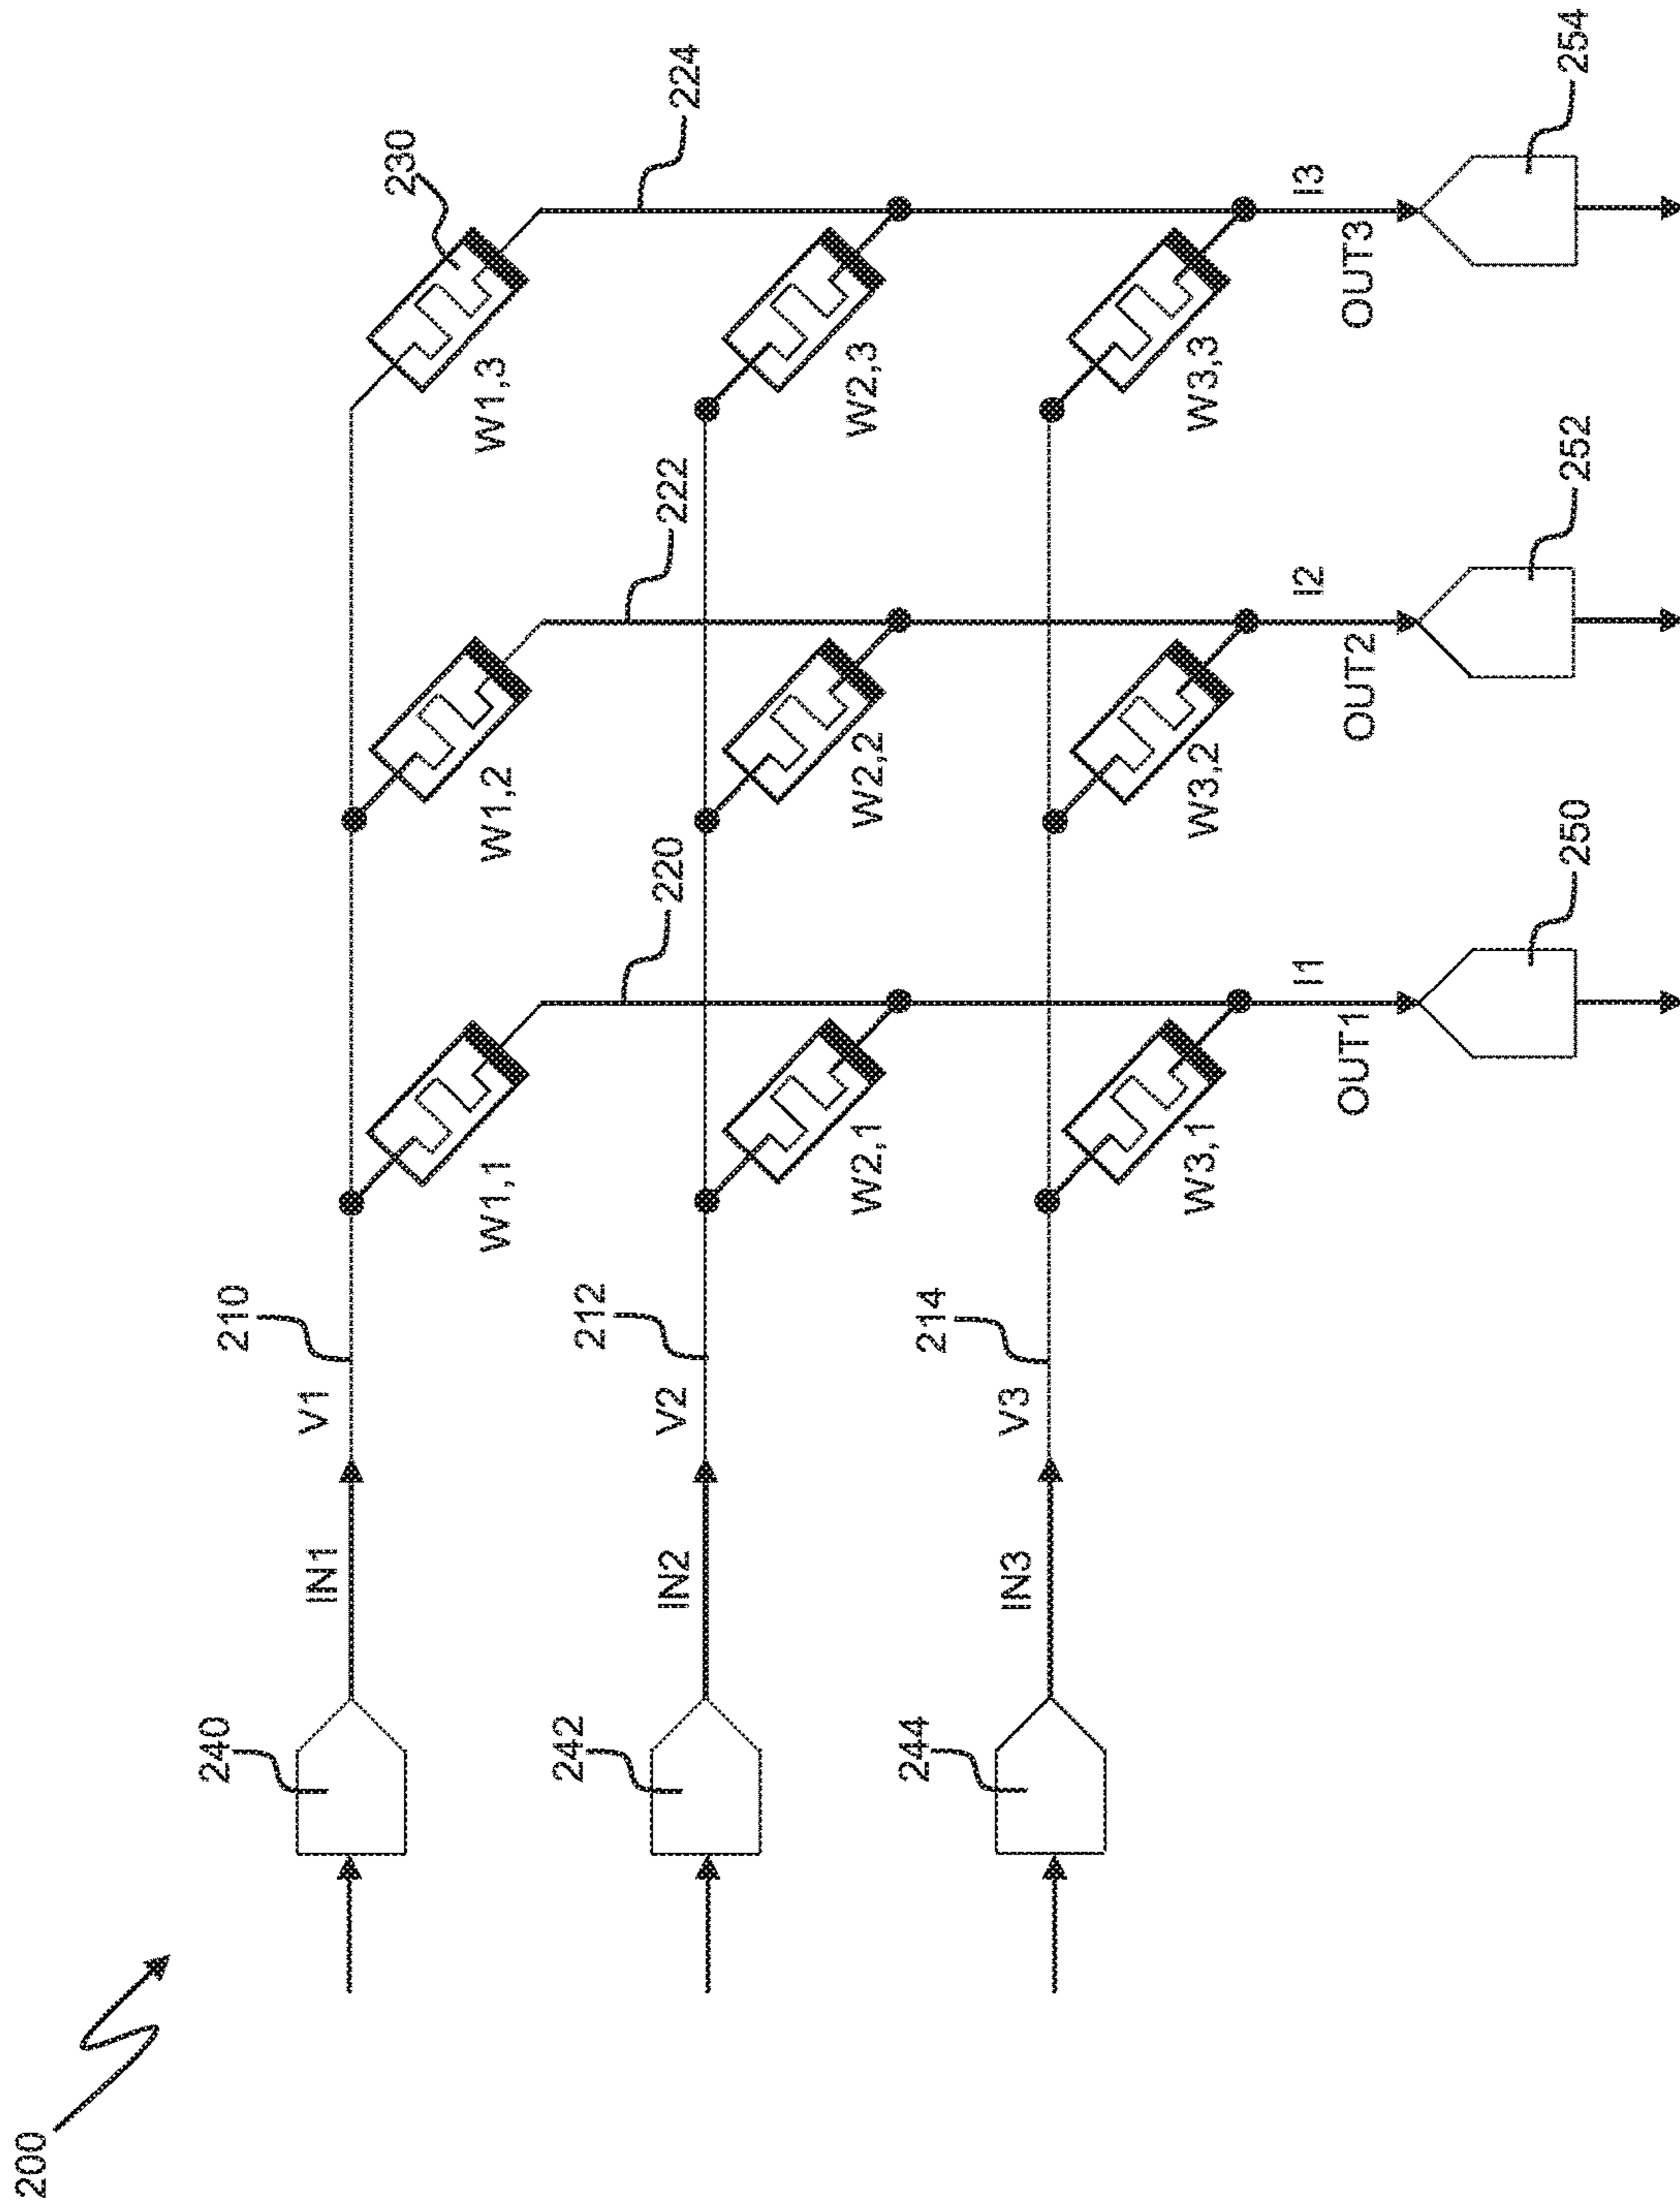 200
240
IN1
V1
210
W1,1
W1,2
W1,3
230
220
222
224
242
IN2
V2
212
W2,1
W2,2
W2,3
244
IN3
V3
214
W3,1
W3,2
W3,3
OUT1
I1
OUT2
I2
OUT3
I3
250
252
254